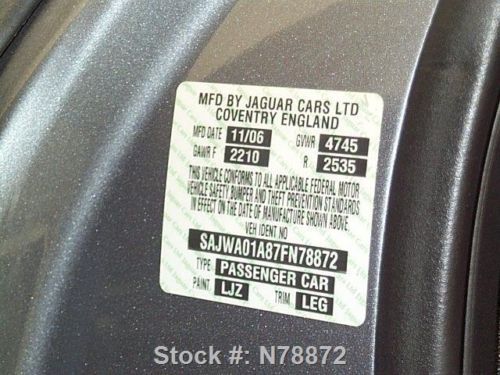 MFD BY JAGUAR CARS LTD
COVENTRY ENGLAND
MFD DATE 11/06 GVWR 4745
GAWR F 2210 R 2535
THIS VEHICLE CONFORMS TO ALL APPLICABLE FEDERAL MOTOR
VEHICLE SAFETY BUMPER AND THEFT PREVENTION STANDARDS
IN EFFECT ON THE DATE OF MANUFACTURE SHOWN ABOVE.
VEH IDENT NO
SAJWA01A87FN78872
TYPE: PASSENGER CAR
PAINT: LJZ TRIM: LEG
Stock #: N78872